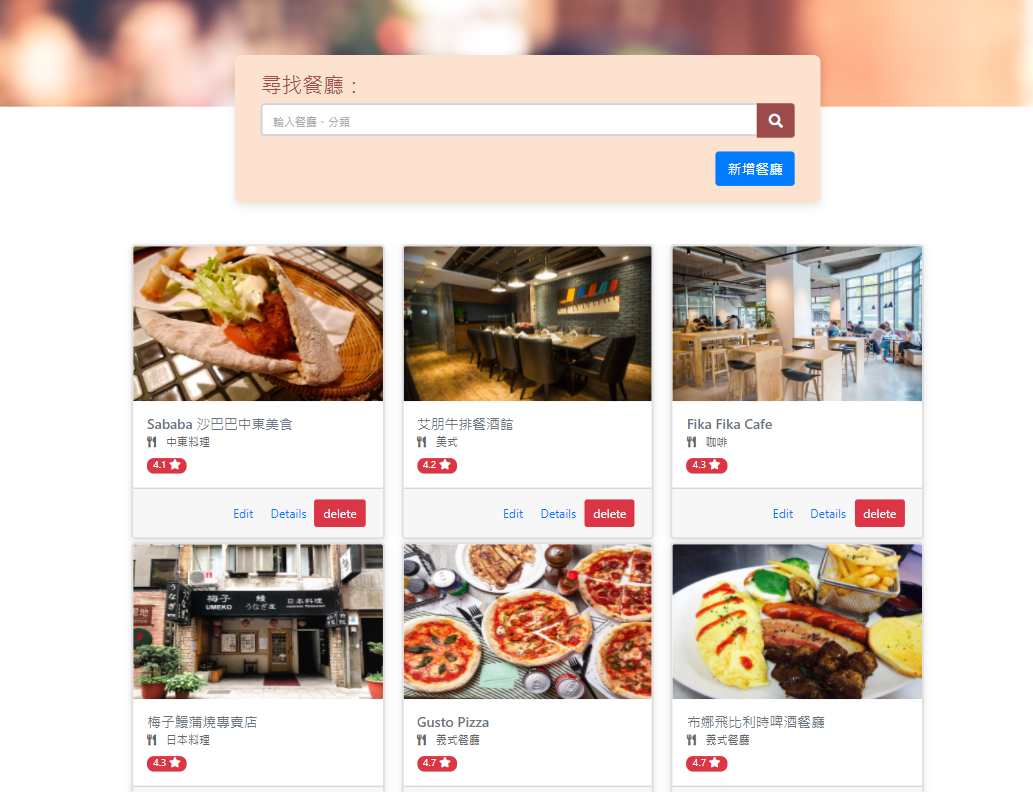 尋找餐廳：
輸入餐廳、分類
新增餐廳
Sababa 沙巴巴中東美食
中東料理
4.1
Edit Details delete
艾朋牛排餐酒館
美式
4.2
Edit Details delete
Fika Fika Cafe
咖啡
4.3
Edit Details delete
梅子 鰻 日本料理
UMEKO うなぎ屋 Japanese Restaurant
梅子鰻蒲燒專賣店
日本料理
4.3
Gusto Pizza
義式餐廳
4.7
布娜飛比利時啤酒餐廳
義式餐廳
4.7